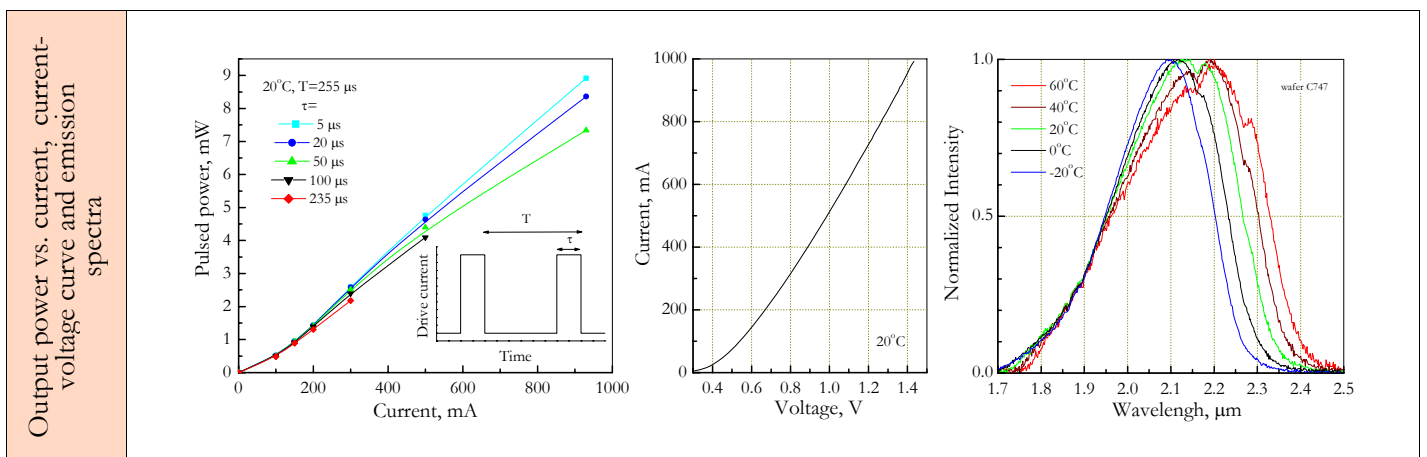 Output power vs. current, current-
voltage curve and emission
spectra
Pulsed power, mW
9
8
7
6
5
4
3
2
1
0
20°C, T=255 μs
τ=
5 μs
20 μs
50 μs
100 μs
235 μs
T
τ
Drive current
Time
0
200
400
600
800
1000
Current, mA
Current, mA
1000
800
600
400
200
0
20°C
0.4
0.6
0.8
1.0
1.2
1.4
Voltage, V
Normalized Intensity
1.0
0.5
0.0
60°C
40°C
20°C
0°C
-20°C
wafer C747
1.7
1.8
1.9
2.0
2.1
2.2
2.3
2.4
2.5
Wavelengh, μm